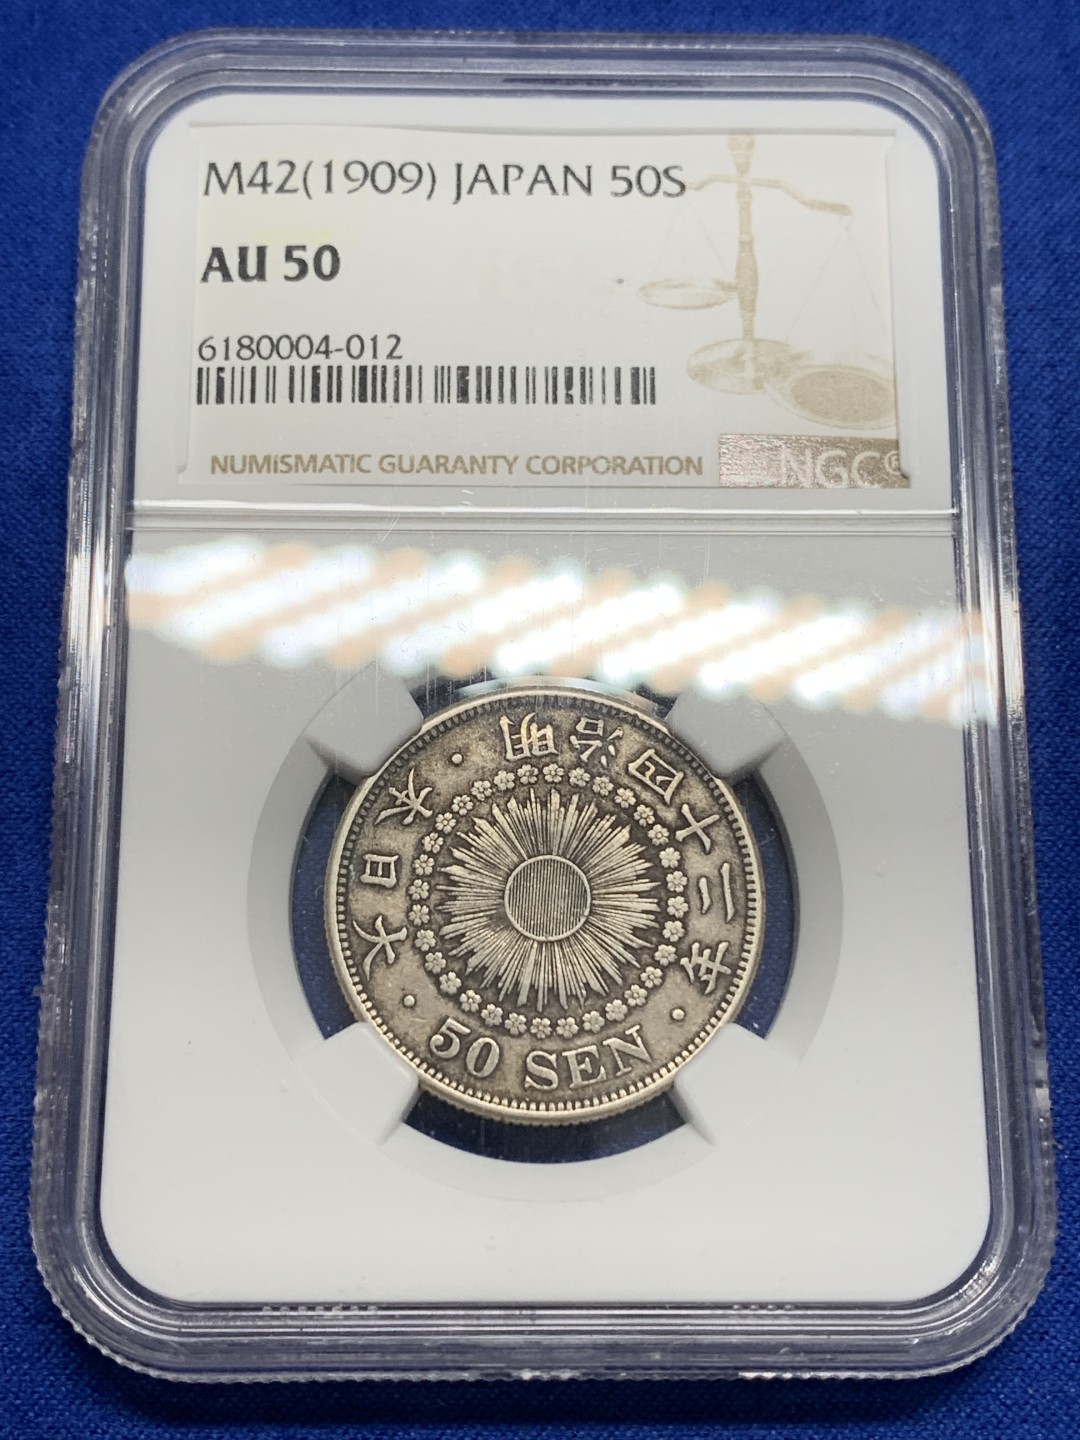 M42(1909) JAPAN 50S
AU 50
6180004-012
NUMISMATIC GUARANTY CORPORATION
NGC®
大日本 · 明治四十二年 ·
50 SEN